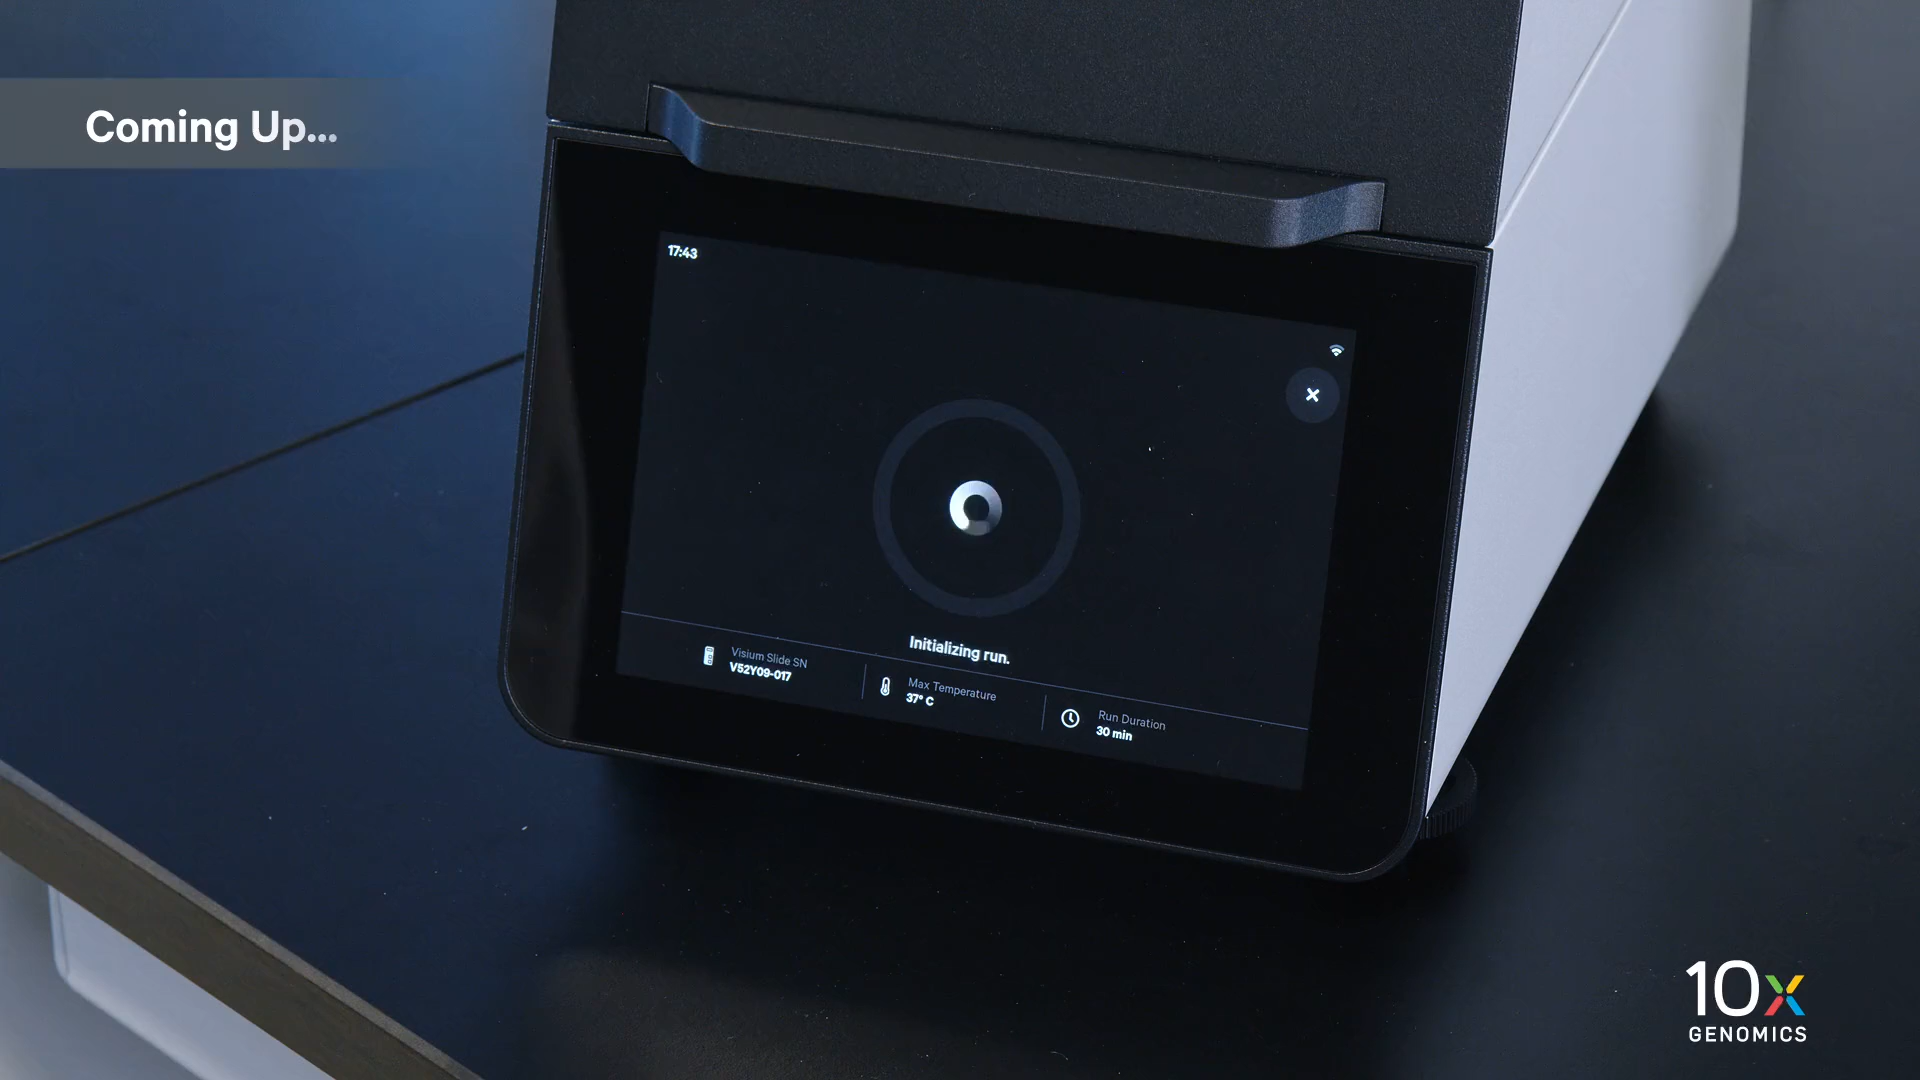 Coming Up...
17:43
Initializing run.
Visium Slide SN
V52Y09-017
Max Temperature
37° C
Run Duration
30 min
10x
GENOMICS